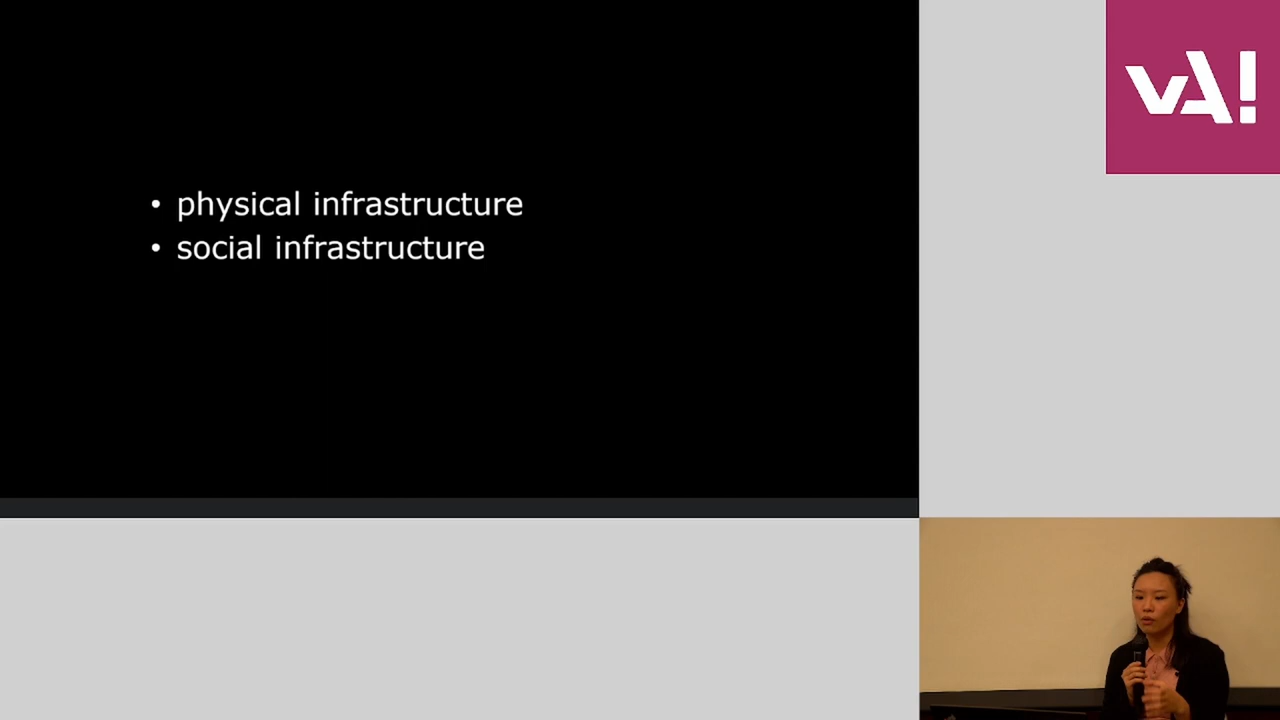 • physical infrastructure
• social infrastructure
vA!